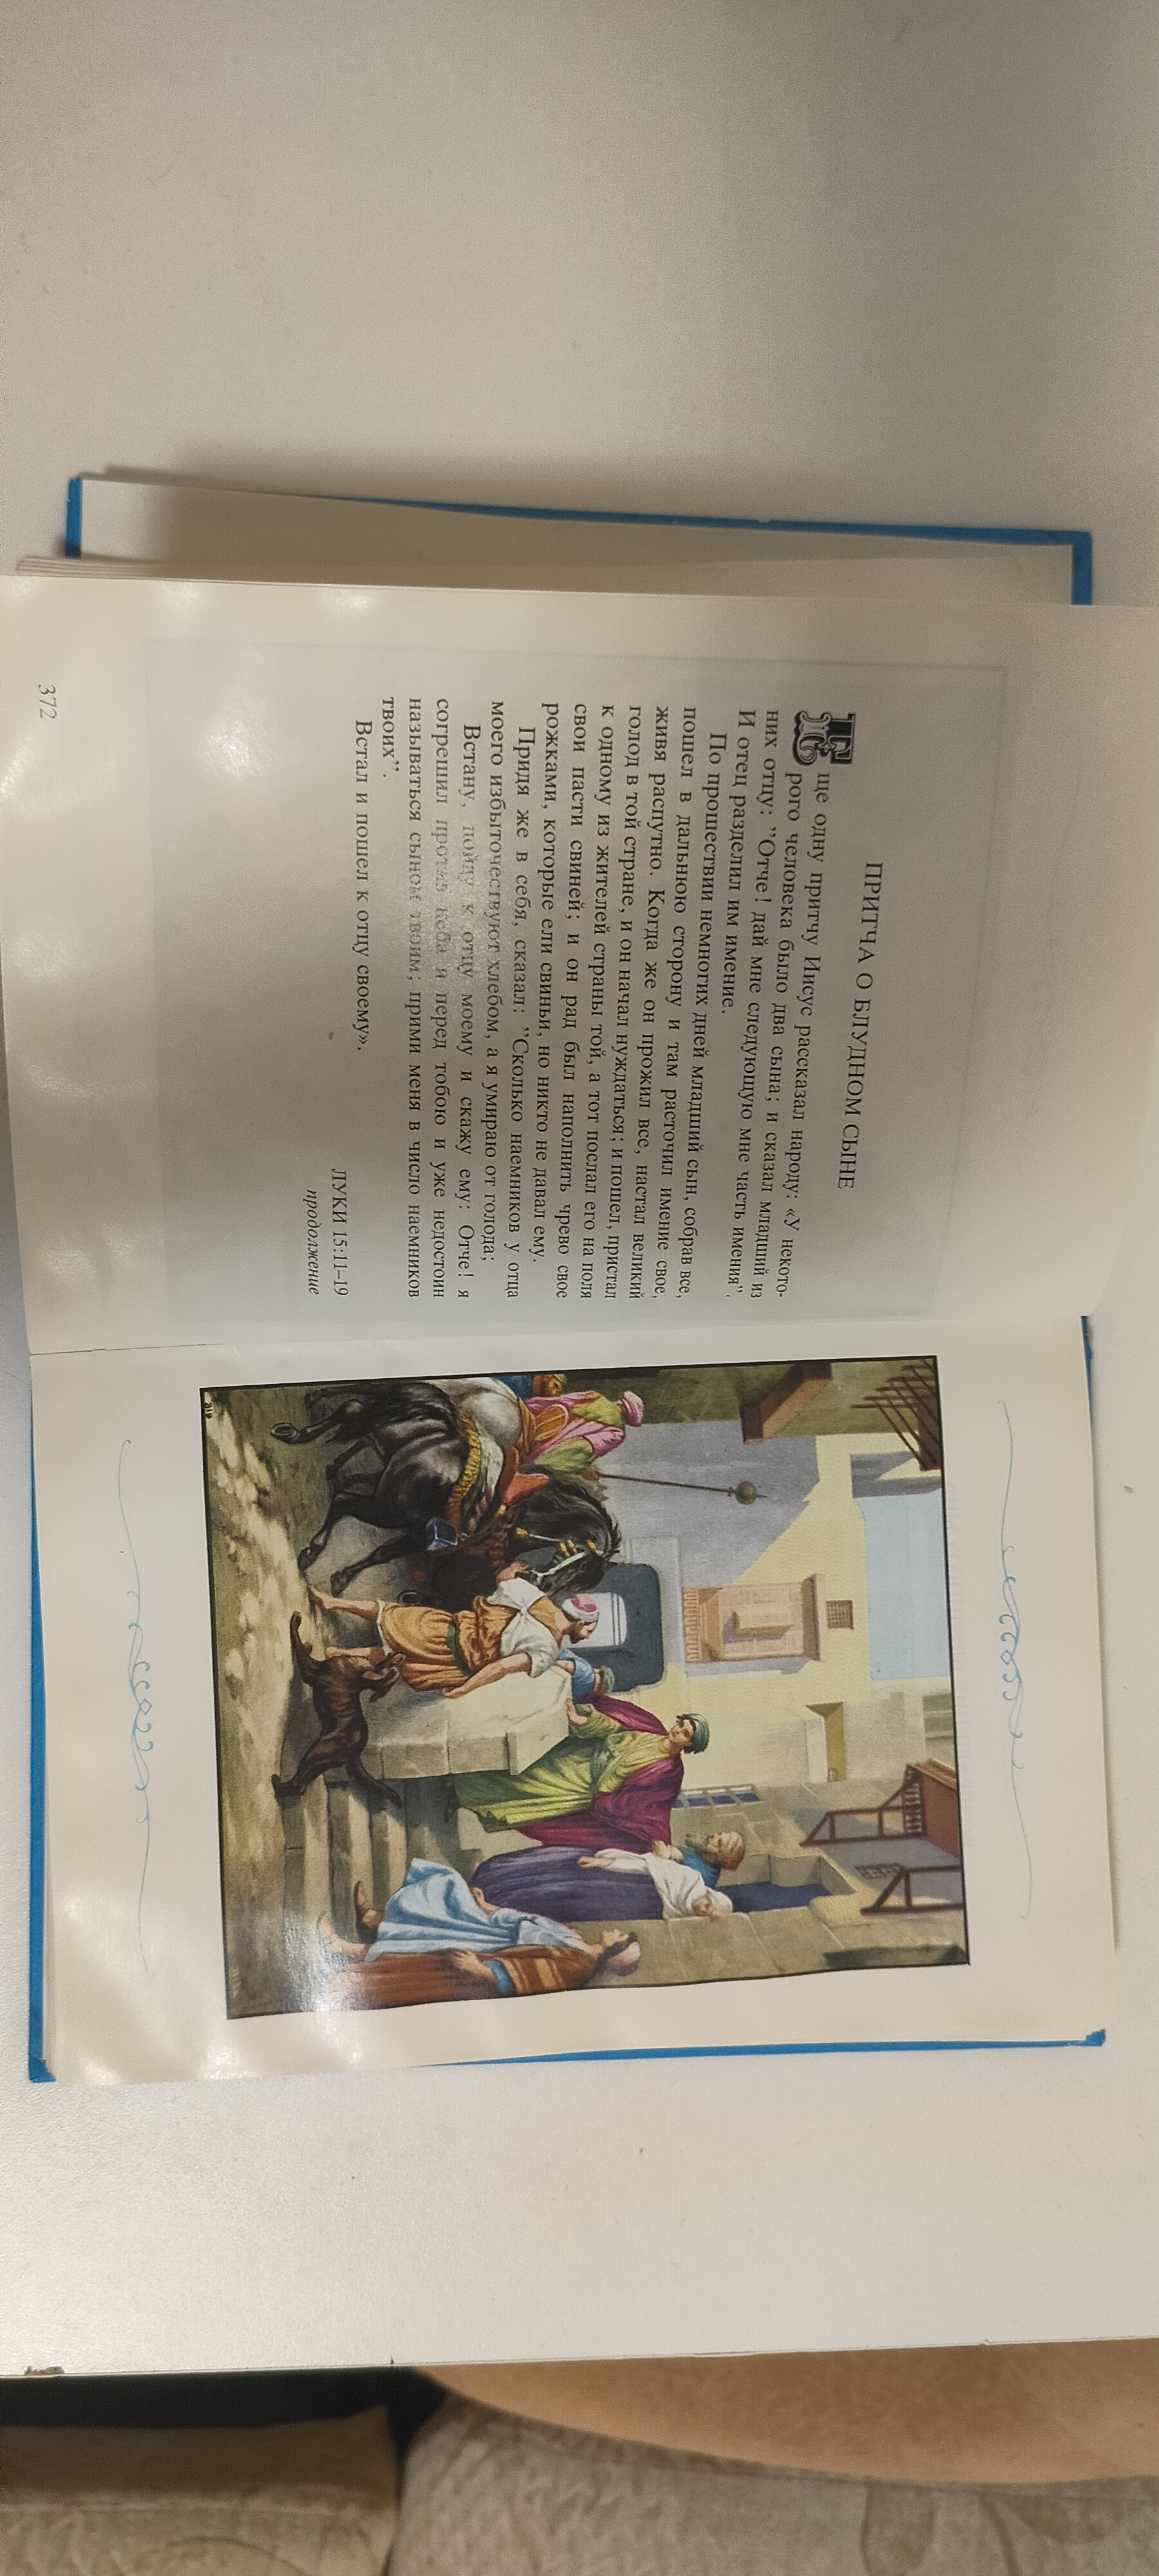 ПРИТЧА О БЛУДНОМ СЫНЕ
Еще одну притчу Иисус рассказал народу: «У некото-
рого человека было два сына; и сказал младший из
них отцу: ”Отче! дай мне следующую мне часть имения”.
И отец разделил им имение.
По прошествии немногих дней младший сын, собрав все,
пошел в дальнюю сторону и там расточил имение свое,
живя распутно. Когда же он прожил все, настал великий
голод в той стране, и он начал нуждаться; и пошел, пристал
к одному из жителей страны той, а тот послал его на поля
свои пасти свиней; и он рад был наполнить чрево свое
рожками, которые ели свиньи, но никто не давал ему.
Придя же в себя, сказал: ”Сколько наемников у отца
моего избыточествуют хлебом, а я умираю от голода;
Встану, пойду к отцу моему и скажу ему: Отче! я
согрешил против неба и перед тобою и уже недостоин
называться сыном твоим; прими меня в число наемников
твоих”.
Встал и пошел к отцу своему».
ЛУКИ 15:11–19
продолжение
372